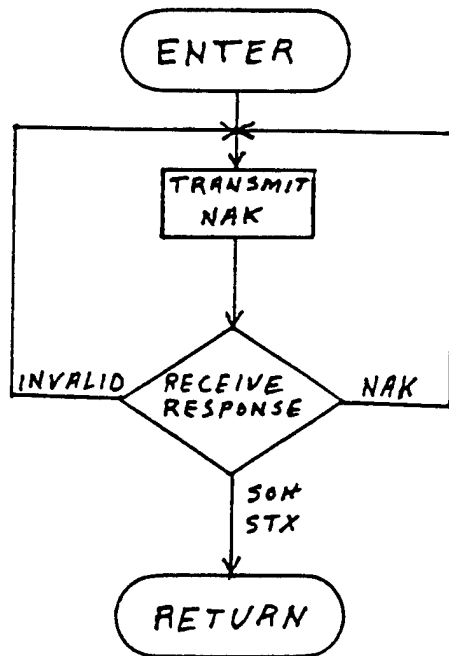 ENTER
TRANSMIT
NAK
INVALID
RECEIVE
RESPONSE
NAK
SOH
STX
RETURN